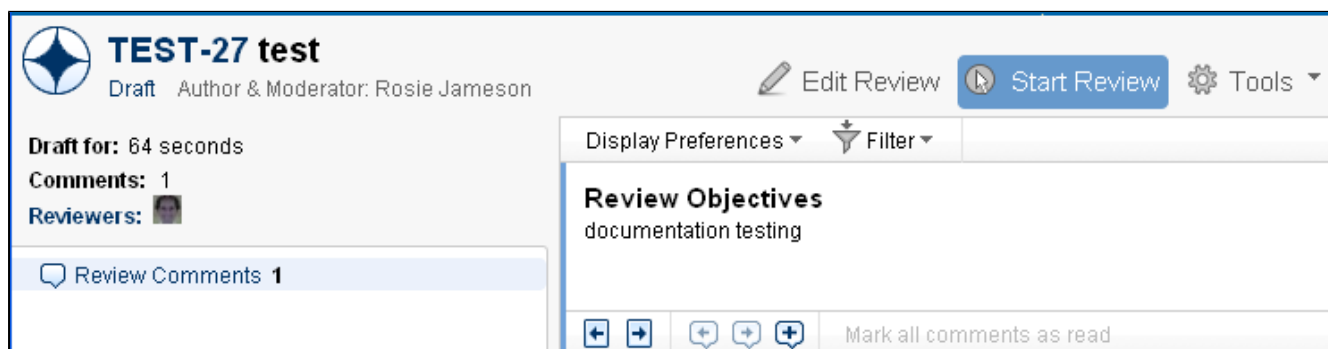 TEST-27 test
Draft Author & Moderator: Rosie Jameson
Edit Review Start Review Tools
Draft for: 64 seconds
Comments: 1
Reviewers:
Review Comments 1
Display Preferences Filter
Review Objectives
documentation testing
Mark all comments as read